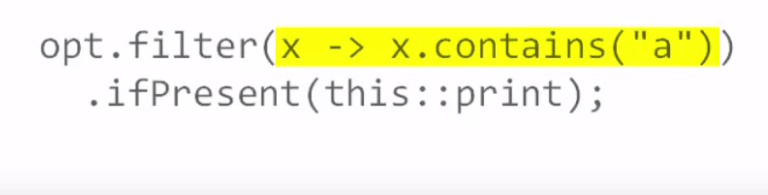 opt.filter(x -> x.contains("a"))
.ifPresent(this::print);